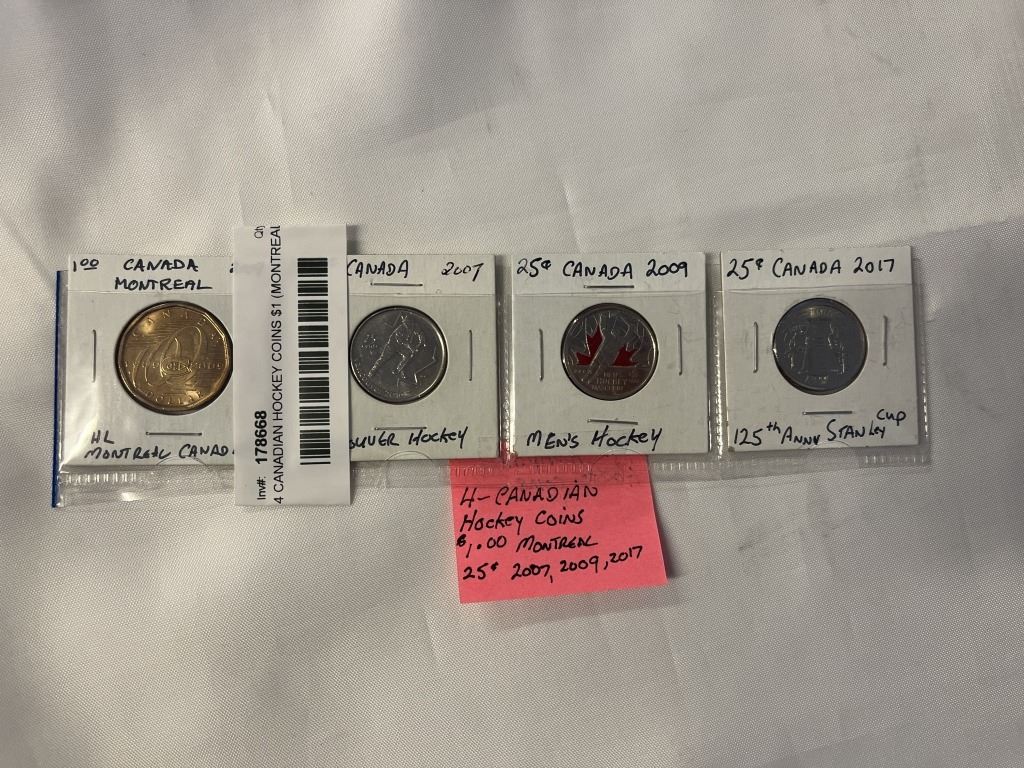 1.00 CANADA
MONTREAL
MONTREAL CANAD
Inv#: 178668
4 CANADIAN HOCKEY COINS $1 (MONTREAL
CANADA 2007
HOCKEY
25¢ CANADA 2009
MEN'S HOCKEY
25¢ CANADA 2017
125th ANNV STANLEY CUP
4-CANADIAN
HOCKEY COINS
$1.00 MONTREAL
25¢ 2007, 2009, 2017